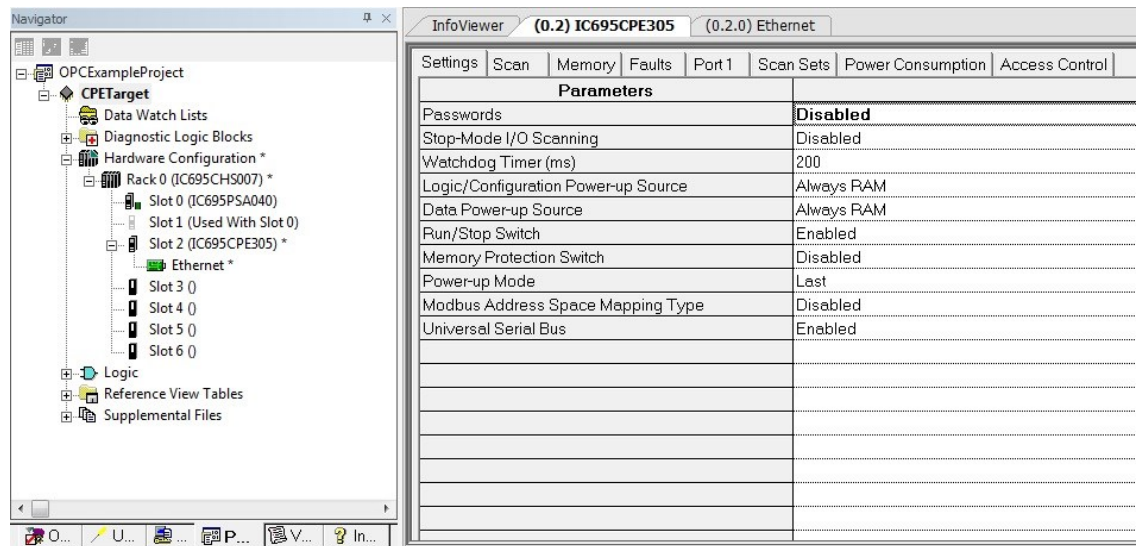 Navigator
OPCExampleProject
CPETarget
Data Watch Lists
Diagnostic Logic Blocks
Hardware Configuration *
Rack 0 (IC695CHS007) *
Slot 0 (IC695PSA040)
Slot 1 (Used With Slot 0)
Slot 2 (IC695CPE305) *
Ethernet *
Slot 3 ()
Slot 4 ()
Slot 5 ()
Slot 6 ()
Logic
Reference View Tables
Supplemental Files
O... U... ... P... V... In...
InfoViewer (0.2) IC695CPE305 (0.2.0) Ethernet
Settings Scan Memory Faults Port 1 Scan Sets Power Consumption Access Control
Parameters
Passwords Disabled
Stop-Mode I/O Scanning Disabled
Watchdog Timer (ms) 200
Logic/Configuration Power-up Source Always RAM
Data Power-up Source Always RAM
Run/Stop Switch Enabled
Memory Protection Switch Disabled
Power-up Mode Last
Modbus Address Space Mapping Type Disabled
Universal Serial Bus Enabled